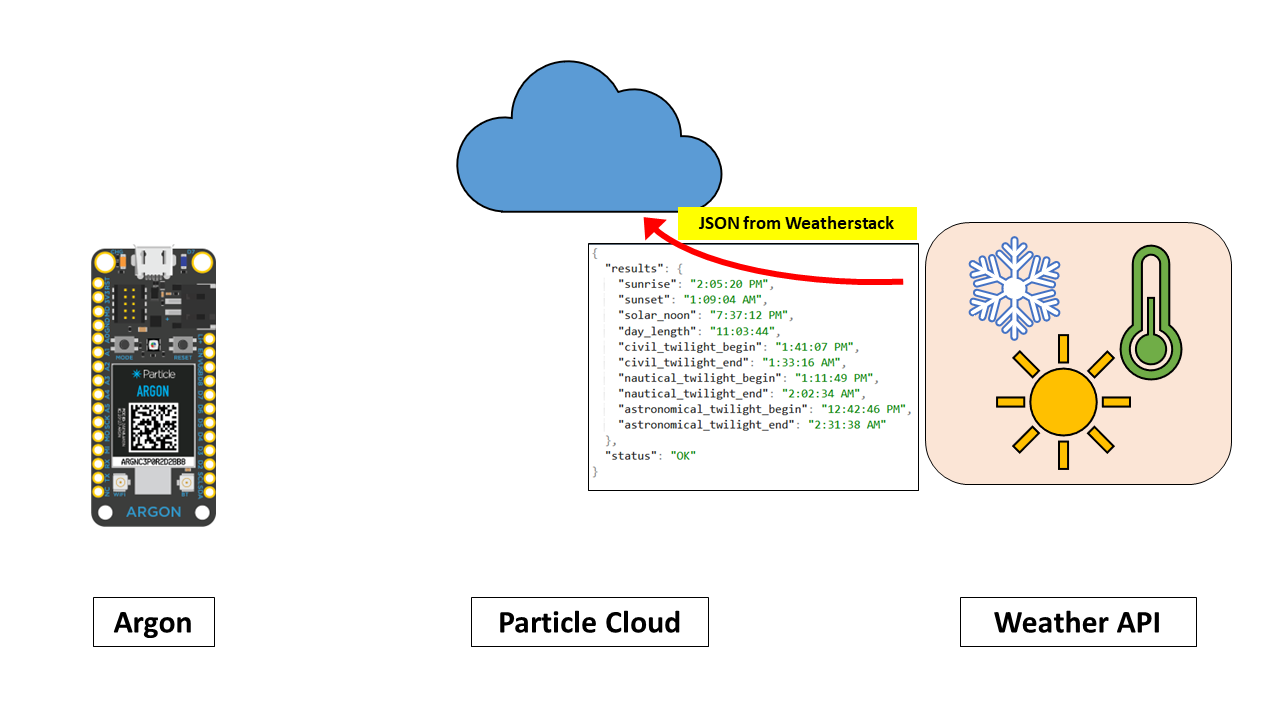 JSON from Weatherstack
{
"results": {
"sunrise": "2:05:20 PM",
"sunset": "1:09:04 AM",
"solar_noon": "7:37:12 PM",
"day_length": "11:03:44",
"civil_twilight_begin": "1:41:07 PM",
"civil_twilight_end": "1:33:16 AM",
"nautical_twilight_begin": "1:11:49 PM",
"nautical_twilight_end": "2:02:34 AM",
"astronomical_twilight_begin": "12:42:46 PM",
"astronomical_twilight_end": "2:31:38 AM"
},
"status": "OK"
}
MODE
RESET
Particle
ARGON
ARGNC3P0R2D2BB8
WiFi
BT
ARGON
Argon
Particle Cloud
Weather API